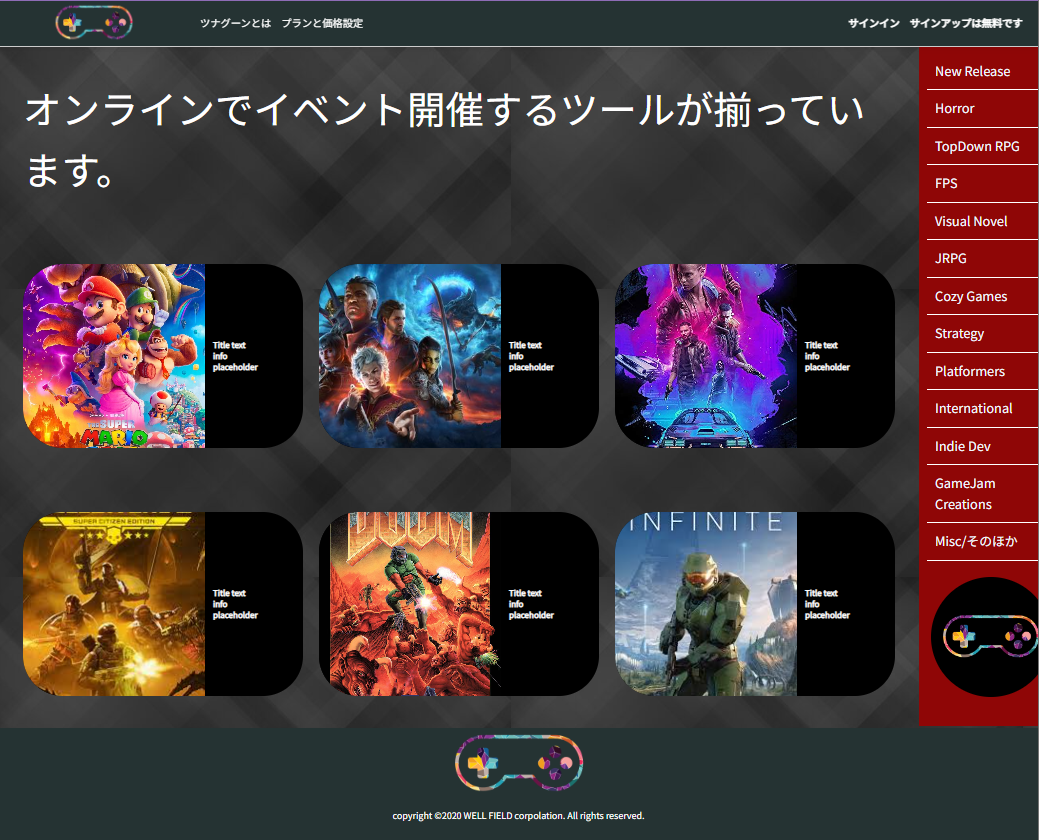 ツナグーンとは プランと価格設定
サインイン サインアップは無料です
オンラインでイベント開催するツールが揃ってい
ます。
New Release
Horror
TopDown RPG
FPS
Visual Novel
JRPG
Cozy Games
Strategy
Platformers
International
Indie Dev
GameJam
Creations
Misc/そのほか
SUPER
MARIO
Title text
info
placeholder
Title text
info
placeholder
Title text
info
placeholder
SUPER CITIZEN EDITION
Title text
info
placeholder
DOOM
Title text
info
placeholder
INFINITE
Title text
info
placeholder
copyright ©2020 WELL FIELD corpolation. All rights reserved.